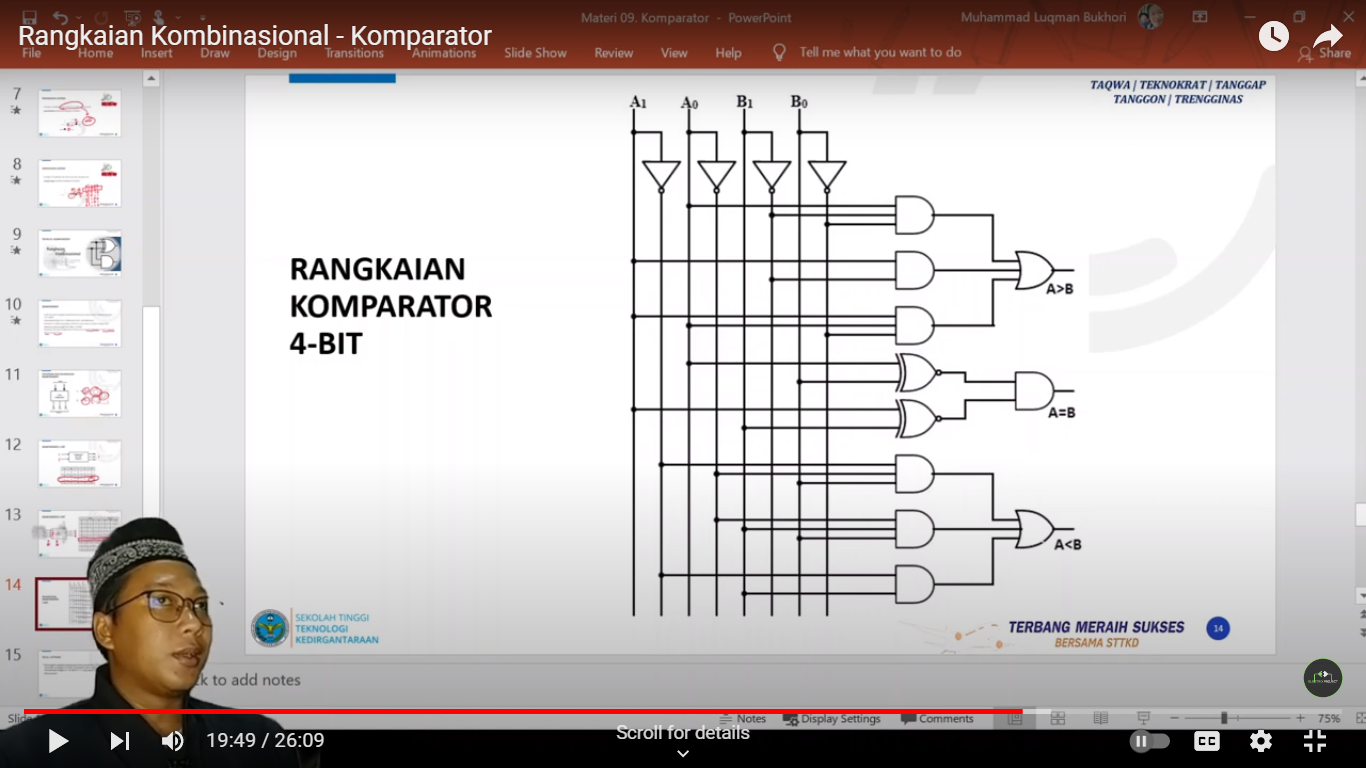 Materi 09. Komparator - PowerPoint
Muhammad Luqman Bukhori
Rangkaian Kombinasional - Komparator
File Home Insert Draw Design Transitions Animations Slide Show Review View Help Tell me what you want to do Share
TAQWA | TEKNOKRAT | TANGGAP
TANGGON | TRENGGINAS
A1 A0 B1 B0
7
8
9
10
11
12
13
14
15
RANGKAIAN
KOMPARATOR
4-BIT
A>B
A=B
A<B
SEKOLAH TINGGI
TEKNOLOGI
KEDIRGANTARAAN
TERBANG MERAIH SUKSES
BERSAMA STTKD
14
k to add notes
Notes Display Settings Comments 75%
19:49 / 26:09
Scroll for details
CC